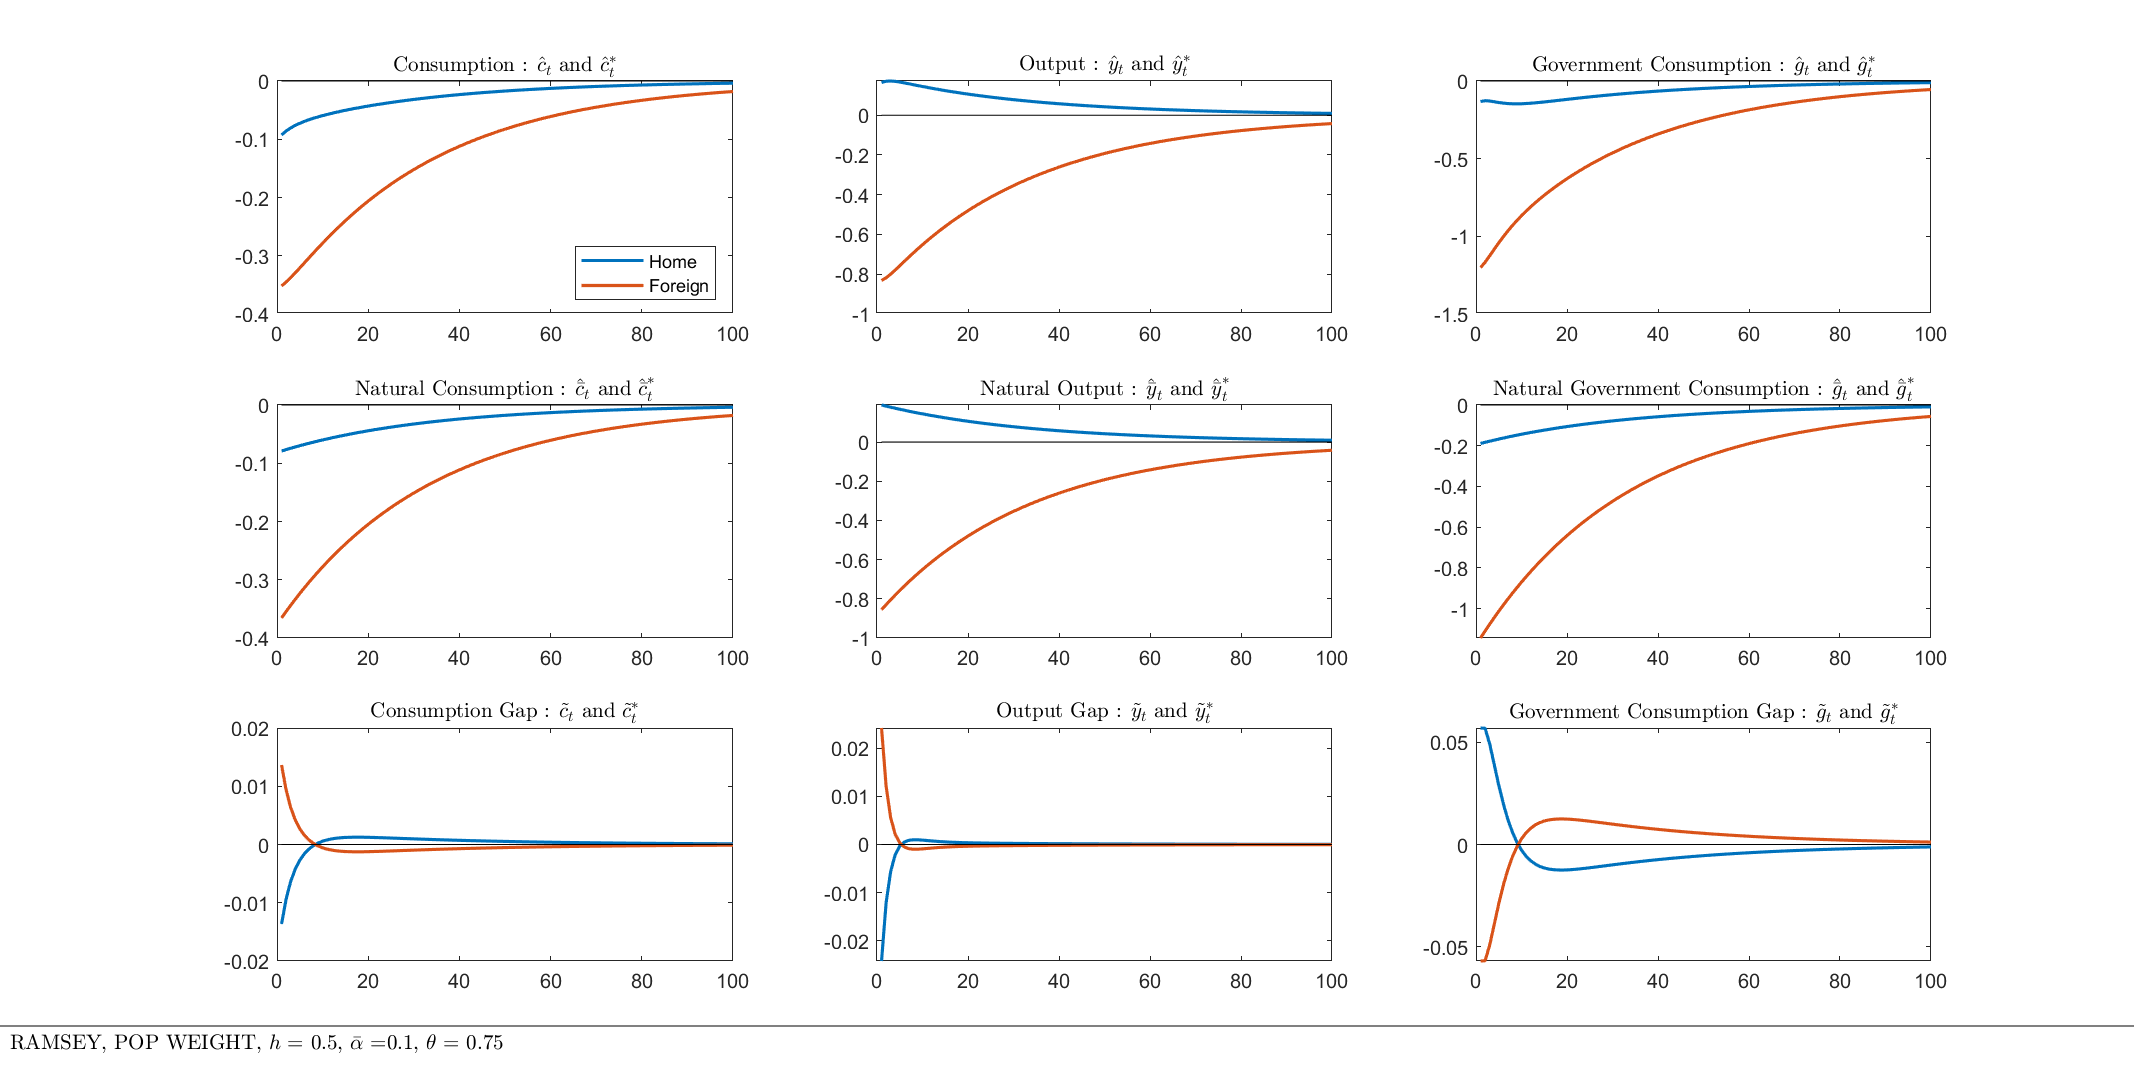 Consumption : ĉ_t and ĉ_t^*
0
-0.1
-0.2
-0.3
-0.4
0 20 40 60 80 100
Home
Foreign
Output : ŷ_t and ŷ_t^*
0
-0.2
-0.4
-0.6
-0.8
-1
0 20 40 60 80 100
Government Consumption : ĝ_t and ĝ_t^*
0
-0.5
-1
-1.5
0 20 40 60 80 100
Natural Consumption : ĉ̄_t and ĉ̄_t^*
0
-0.1
-0.2
-0.3
-0.4
0 20 40 60 80 100
Natural Output : ŷ̄_t and ŷ̄_t^*
0
-0.2
-0.4
-0.6
-0.8
-1
0 20 40 60 80 100
Natural Government Consumption : ĝ̄_t and ĝ̄_t^*
0
-0.2
-0.4
-0.6
-0.8
-1
0 20 40 60 80 100
Consumption Gap : c̃_t and c̃_t^*
0.02
0.01
0
-0.01
-0.02
0 20 40 60 80 100
Output Gap : ỹ_t and ỹ_t^*
0.02
0.01
0
-0.01
-0.02
0 20 40 60 80 100
Government Consumption Gap : g̃_t and g̃_t^*
0.05
0
-0.05
0 20 40 60 80 100
RAMSEY, POP WEIGHT, h = 0.5, ᾱ =0.1, θ = 0.75